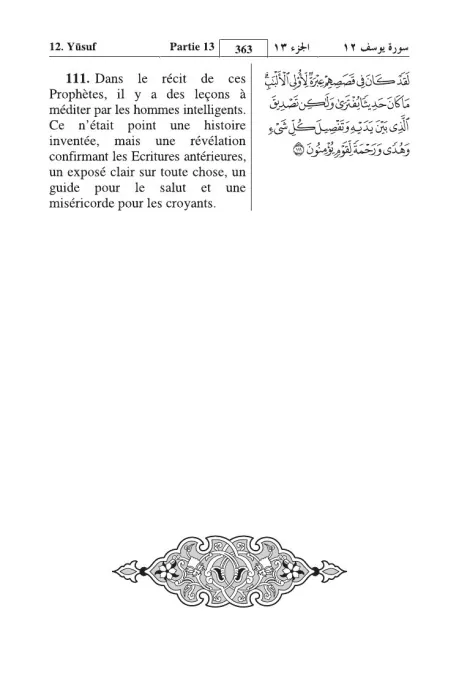 12. Yūsuf Partie 13 363 الجزء ١٣ سورة يوسف ١٢
111. Dans le récit de ces
Prophètes, il y a des leçons à
méditer par les hommes intelligents.
Ce n’était point une histoire
inventée, mais une révélation
confirmant les Ecritures antérieures,
un exposé clair sur toute chose, un
guide pour le salut et une
miséricorde pour les croyants.
لَقَدْ كَانَ فِى قَصَصِهِمْ عِبْرَةٌ لِّأُو۟لِى ٱلْأَلْبَٰبِ ۗ
مَا كَانَ حَدِيثًا يُفْتَرَىٰ وَلَٰكِن تَصْدِيقَ
ٱلَّذِى بَيْنَ يَدَيْهِ وَتَفْصِيلَ كُلِّ شَىْءٍ
وَهُدًى وَرَحْمَةً لِّقَوْمٍ يُؤْمِنُونَ ١١١